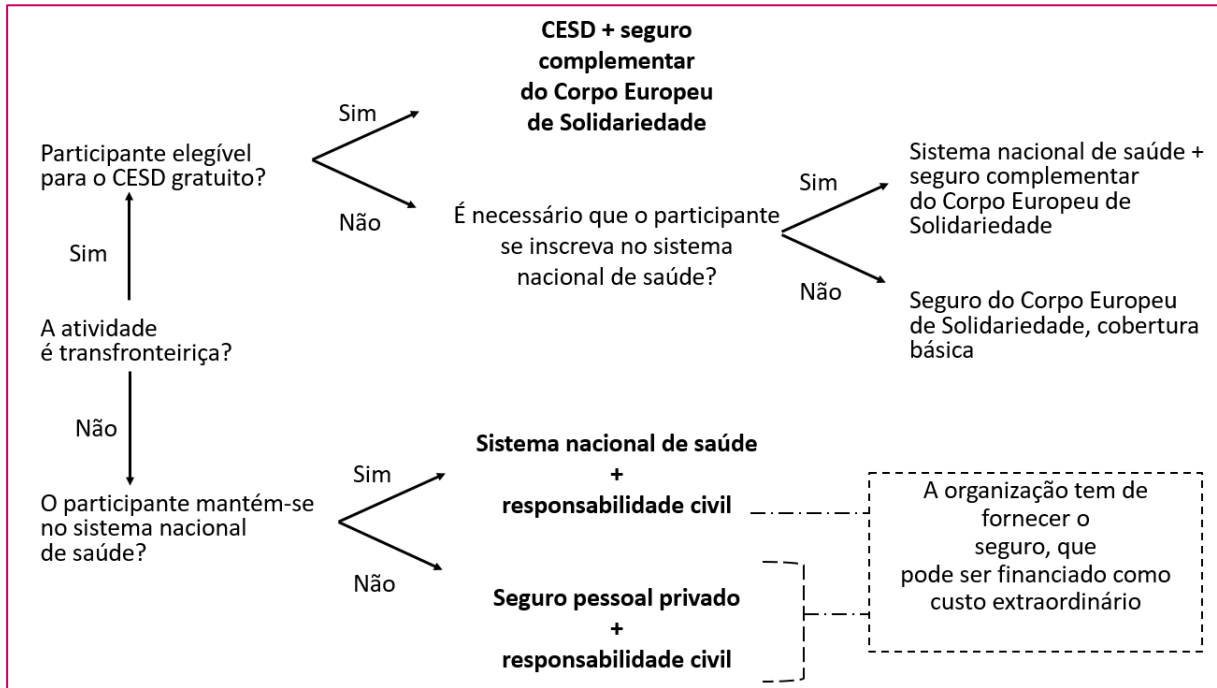 CESD + seguro
complementar
do Corpo Europeu
de Solidariedade
Sim
Participante elegível
para o CESD gratuito?
Não
É necessário que o participante
se inscreva no sistema
nacional de saúde?
Sim
Sistema nacional de saúde +
seguro complementar
do Corpo Europeu de
Solidariedade
Não
Seguro do Corpo Europeu
de Solidariedade, cobertura
básica
Sim
A atividade
é transfronteiriça?
Não
O participante mantém-se
no sistema nacional
de saúde?
Sim
Sistema nacional de saúde
+
responsabilidade civil
Não
Seguro pessoal privado
+
responsabilidade civil
A organização tem de
fornecer o
seguro, que
pode ser financiado como
custo extraordinário